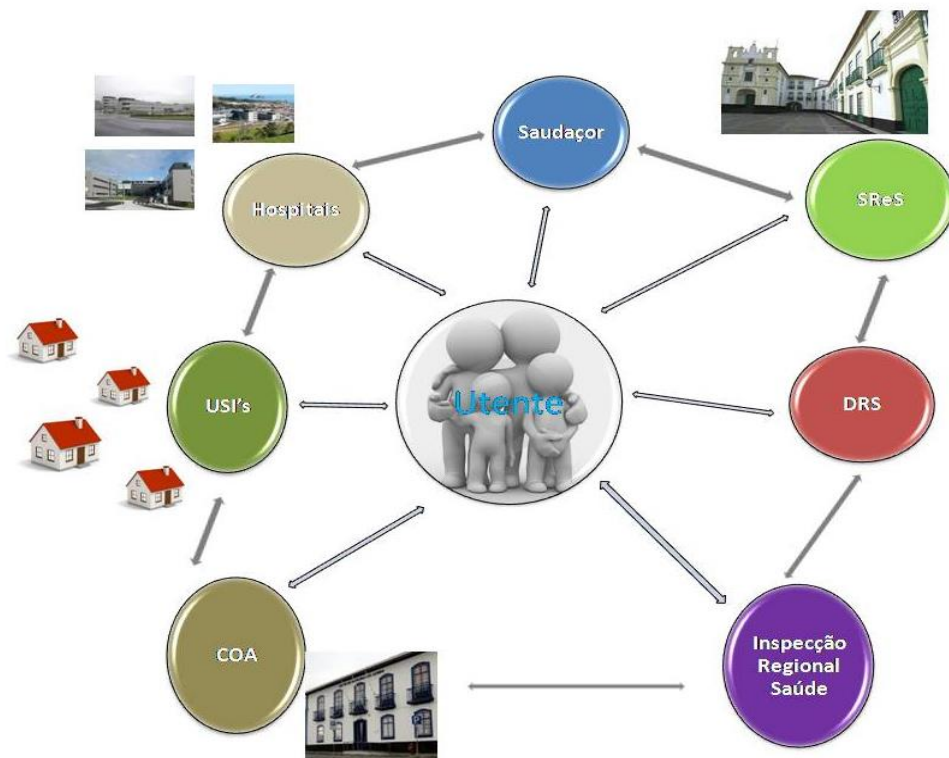 Saudaçor
SReS
Hospitais
USI's
Utente
DRS
COA
Inspecção
Regional
Saúde